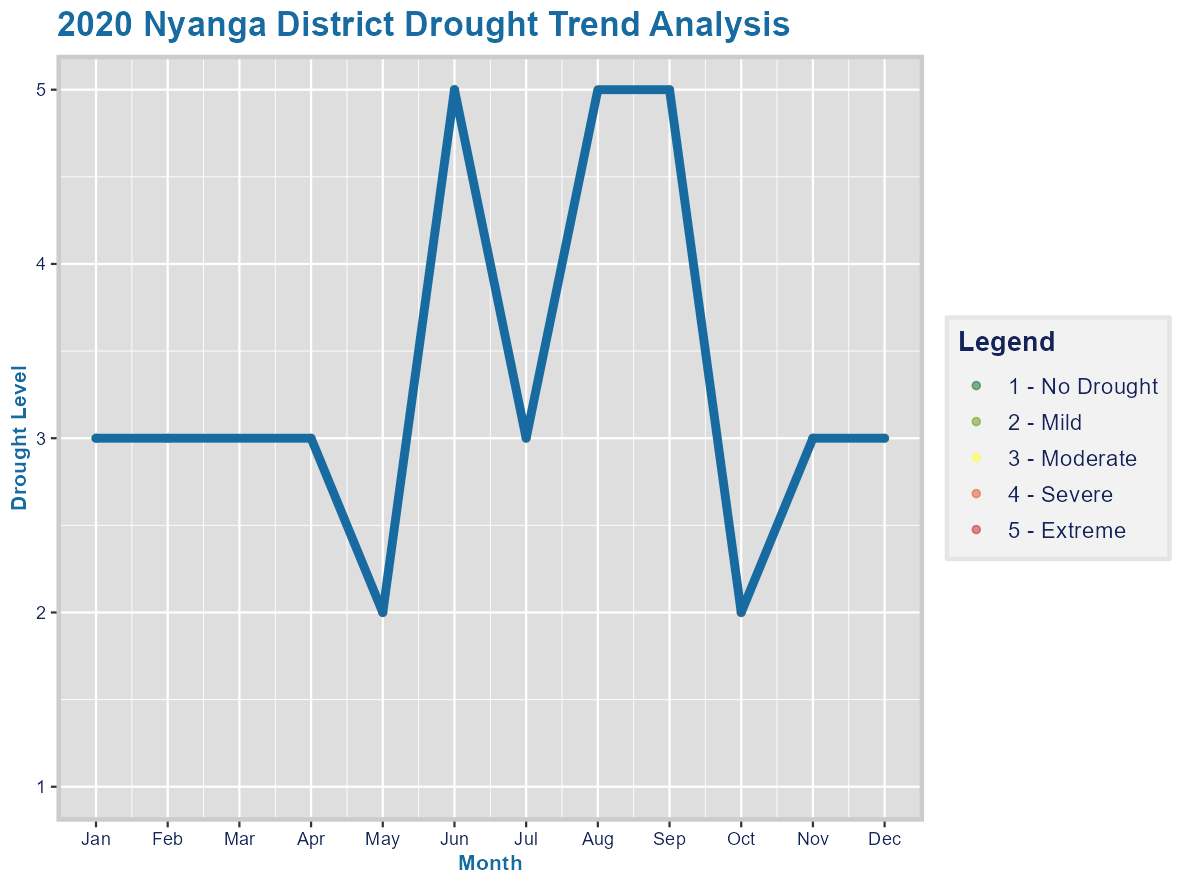 2020 Nyanga District Drought Trend Analysis
Drought Level
5
4
3
2
1
Jan Feb Mar Apr May Jun Jul Aug Sep Oct Nov Dec
Month
Legend
1 - No Drought
2 - Mild
3 - Moderate
4 - Severe
5 - Extreme